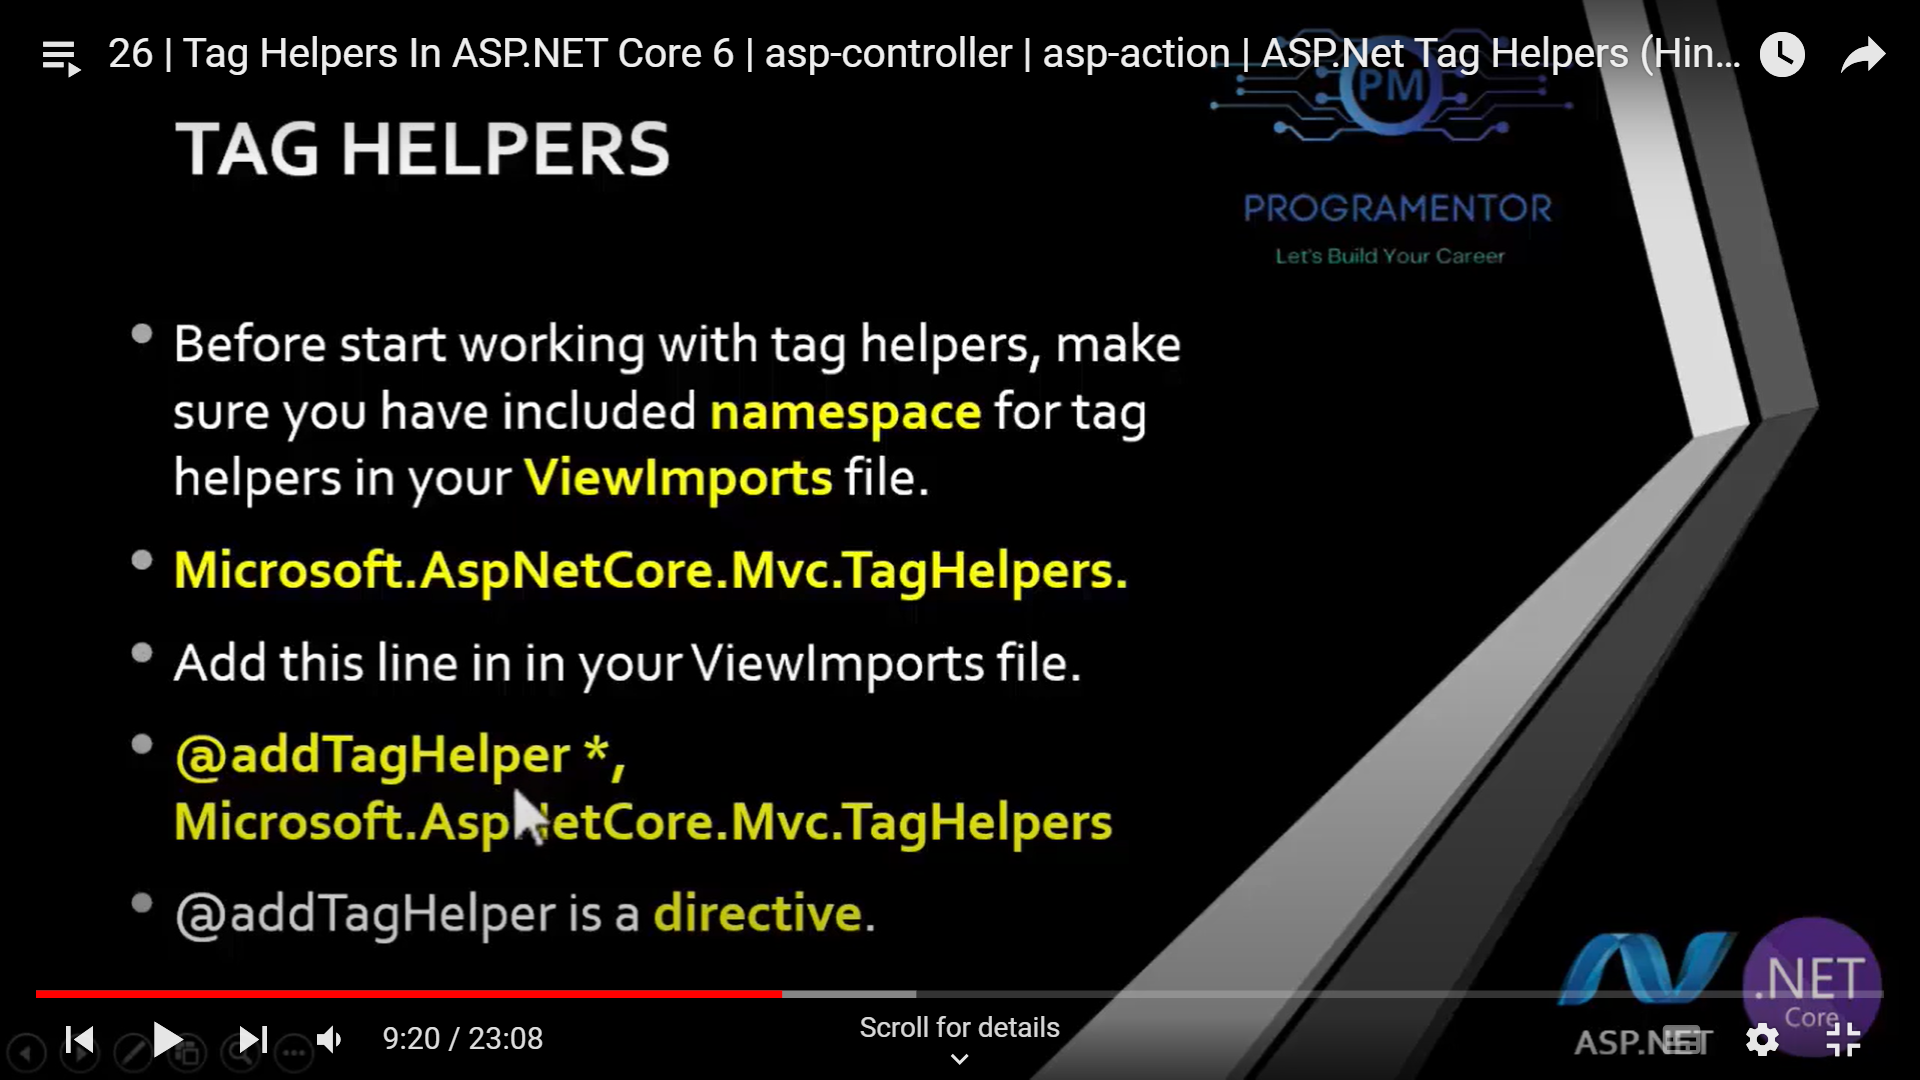 26 | Tag Helpers In ASP.NET Core 6 | asp-controller | asp-action | ASP.Net Tag Helpers (Hin...
PM
TAG HELPERS
PROGRAMENTOR
Let's Build Your Career
• Before start working with tag helpers, make
sure you have included namespace for tag
helpers in your ViewImports file.
• Microsoft.AspNetCore.Mvc.TagHelpers.
• Add this line in in your ViewImports file.
• @addTagHelper *,
Microsoft.AspNetCore.Mvc.TagHelpers
• @addTagHelper is a directive.
.NET
Core
9:20 / 23:08
Scroll for details
ASP.NET